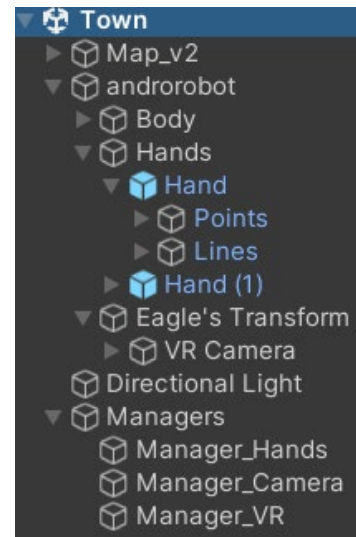 Town
Map_v2
androrobot
Body
Hands
Hand
Points
Lines
Hand (1)
Eagle's Transform
VR Camera
Directional Light
Managers
Manager_Hands
Manager_Camera
Manager_VR